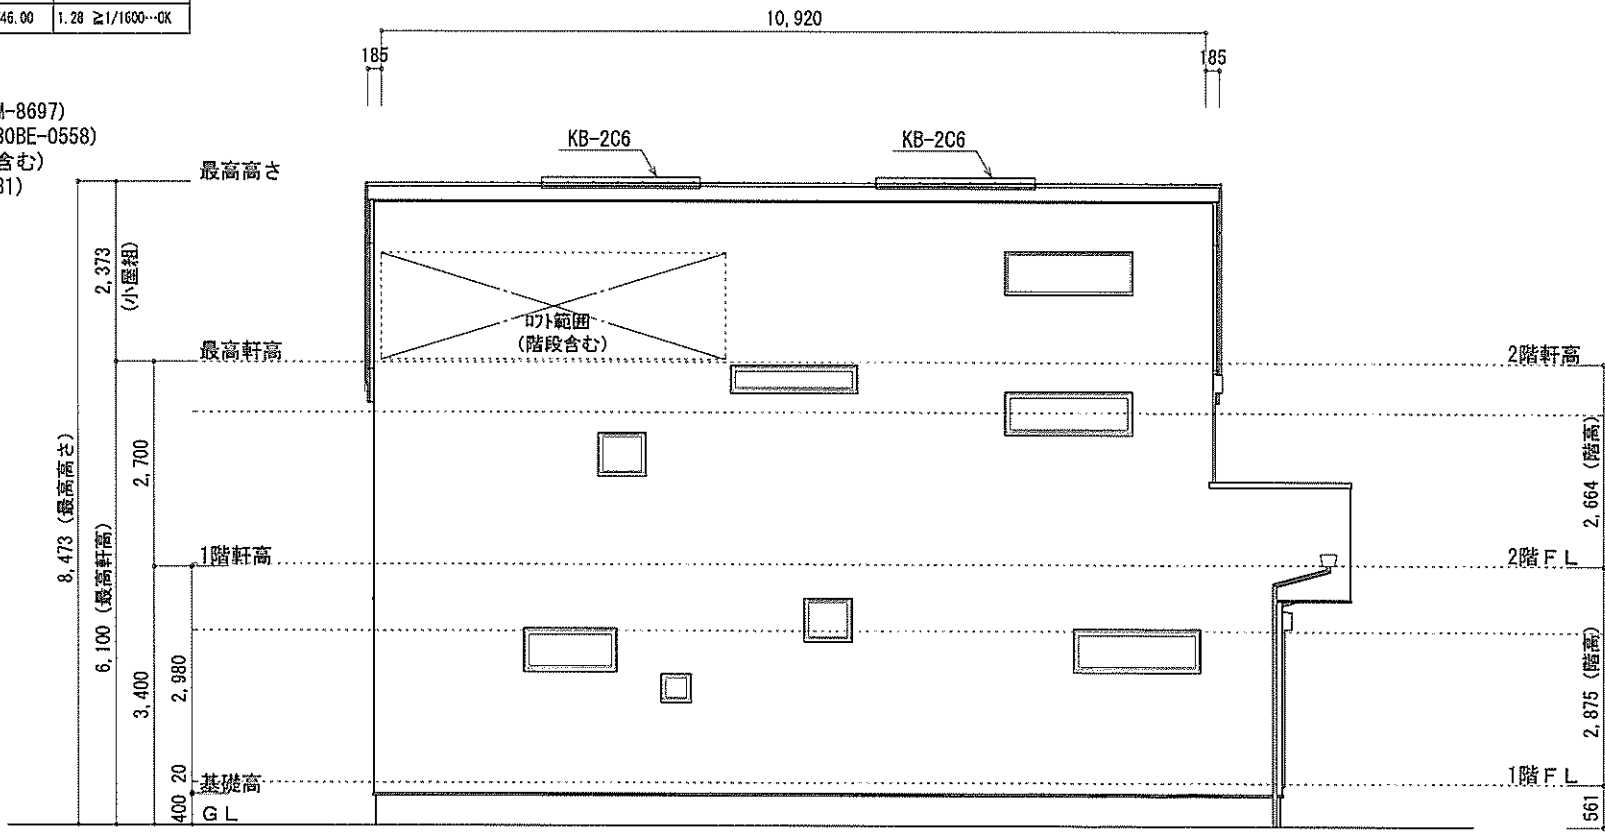 46.00 1.28 ≧1/1600…OK
10,920
185 185
M-8697)
30BE-0558)
含む)
31)
KB-2C6 KB-2C6
最高高さ
2,373
(小屋組)
ロフト範囲
(階段含む)
最高軒高
2階軒高
8,473 (最高高さ)
6,100 (最高軒高)
2,700
2,664 (階高)
1階軒高
2階FL
3,400
2,980
2,875 (階高)
20
基礎高
1階FL
400
GL
561